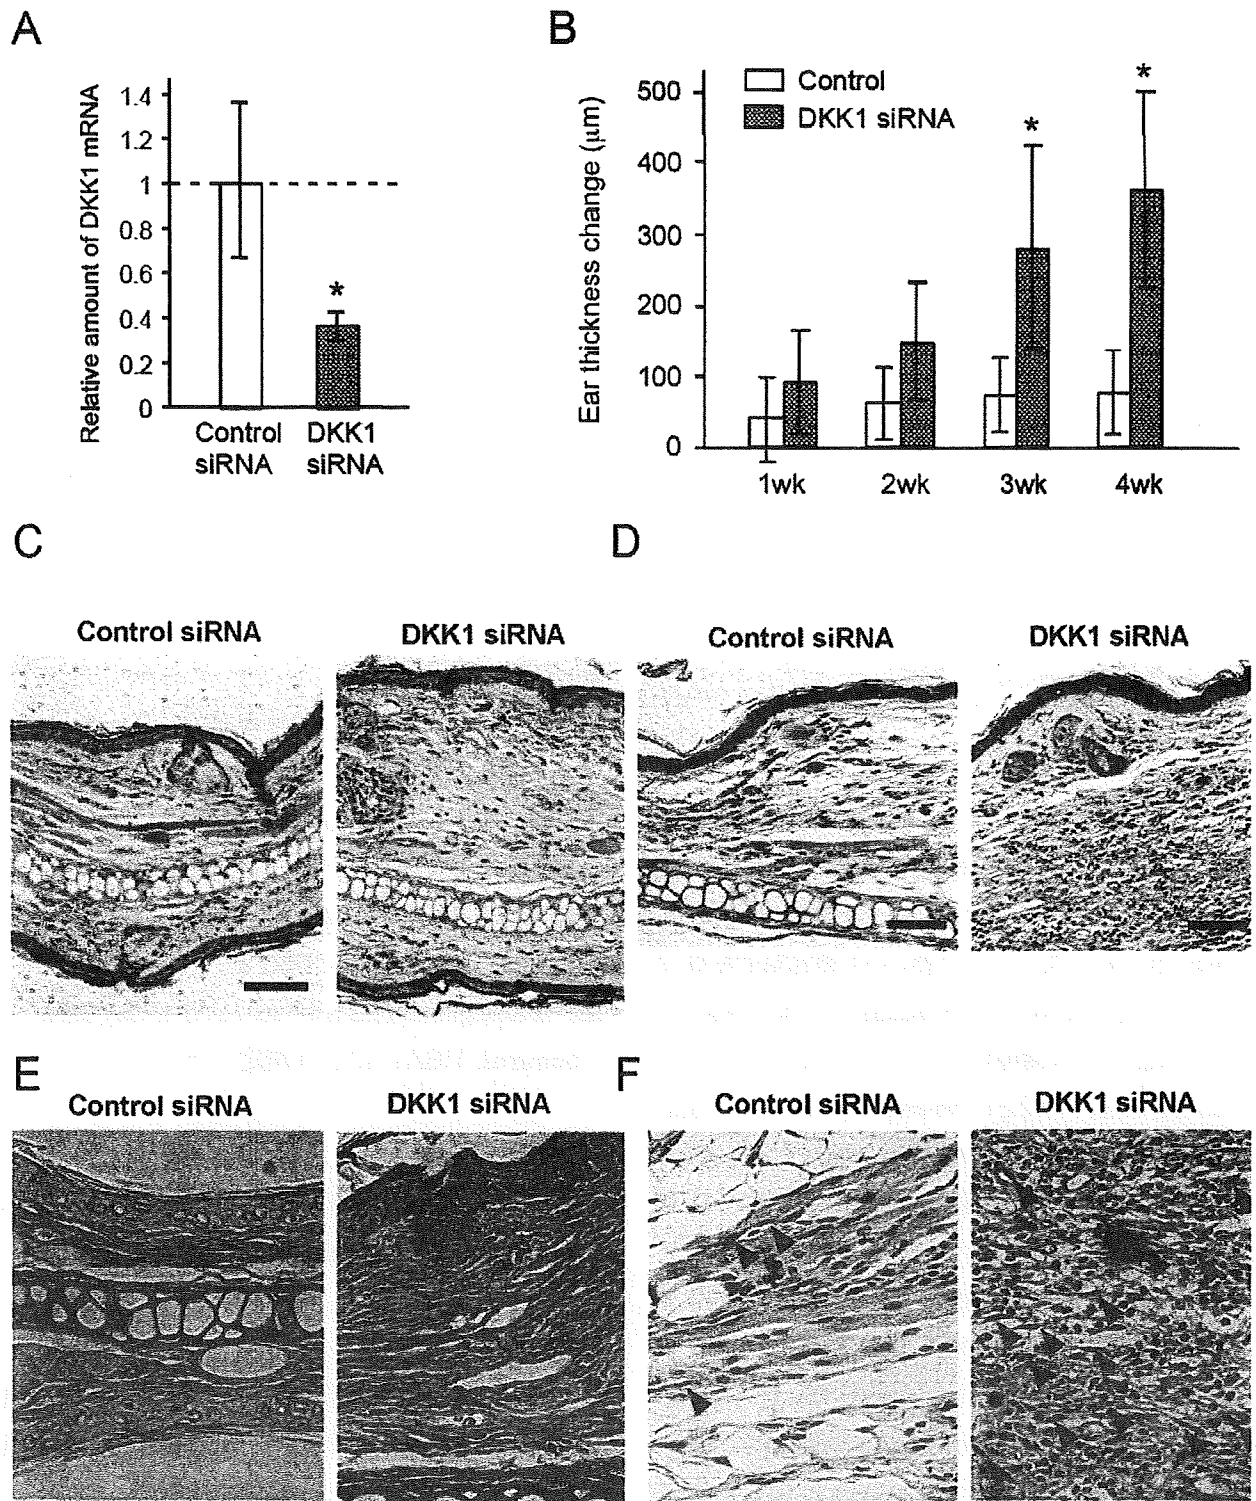 A
B
Relative amount of DKK1 mRNA
1.4
1.2
1
0.8
0.6
0.4
0.2
0
*
Control siRNA
DKK1 siRNA
Ear thickness change (μm)
500
400
300
200
100
0
Control
DKK1 siRNA
*
*
1wk
2wk
3wk
4wk
C
D
Control siRNA
DKK1 siRNA
Control siRNA
DKK1 siRNA
E
F
Control siRNA
DKK1 siRNA
Control siRNA
DKK1 siRNA